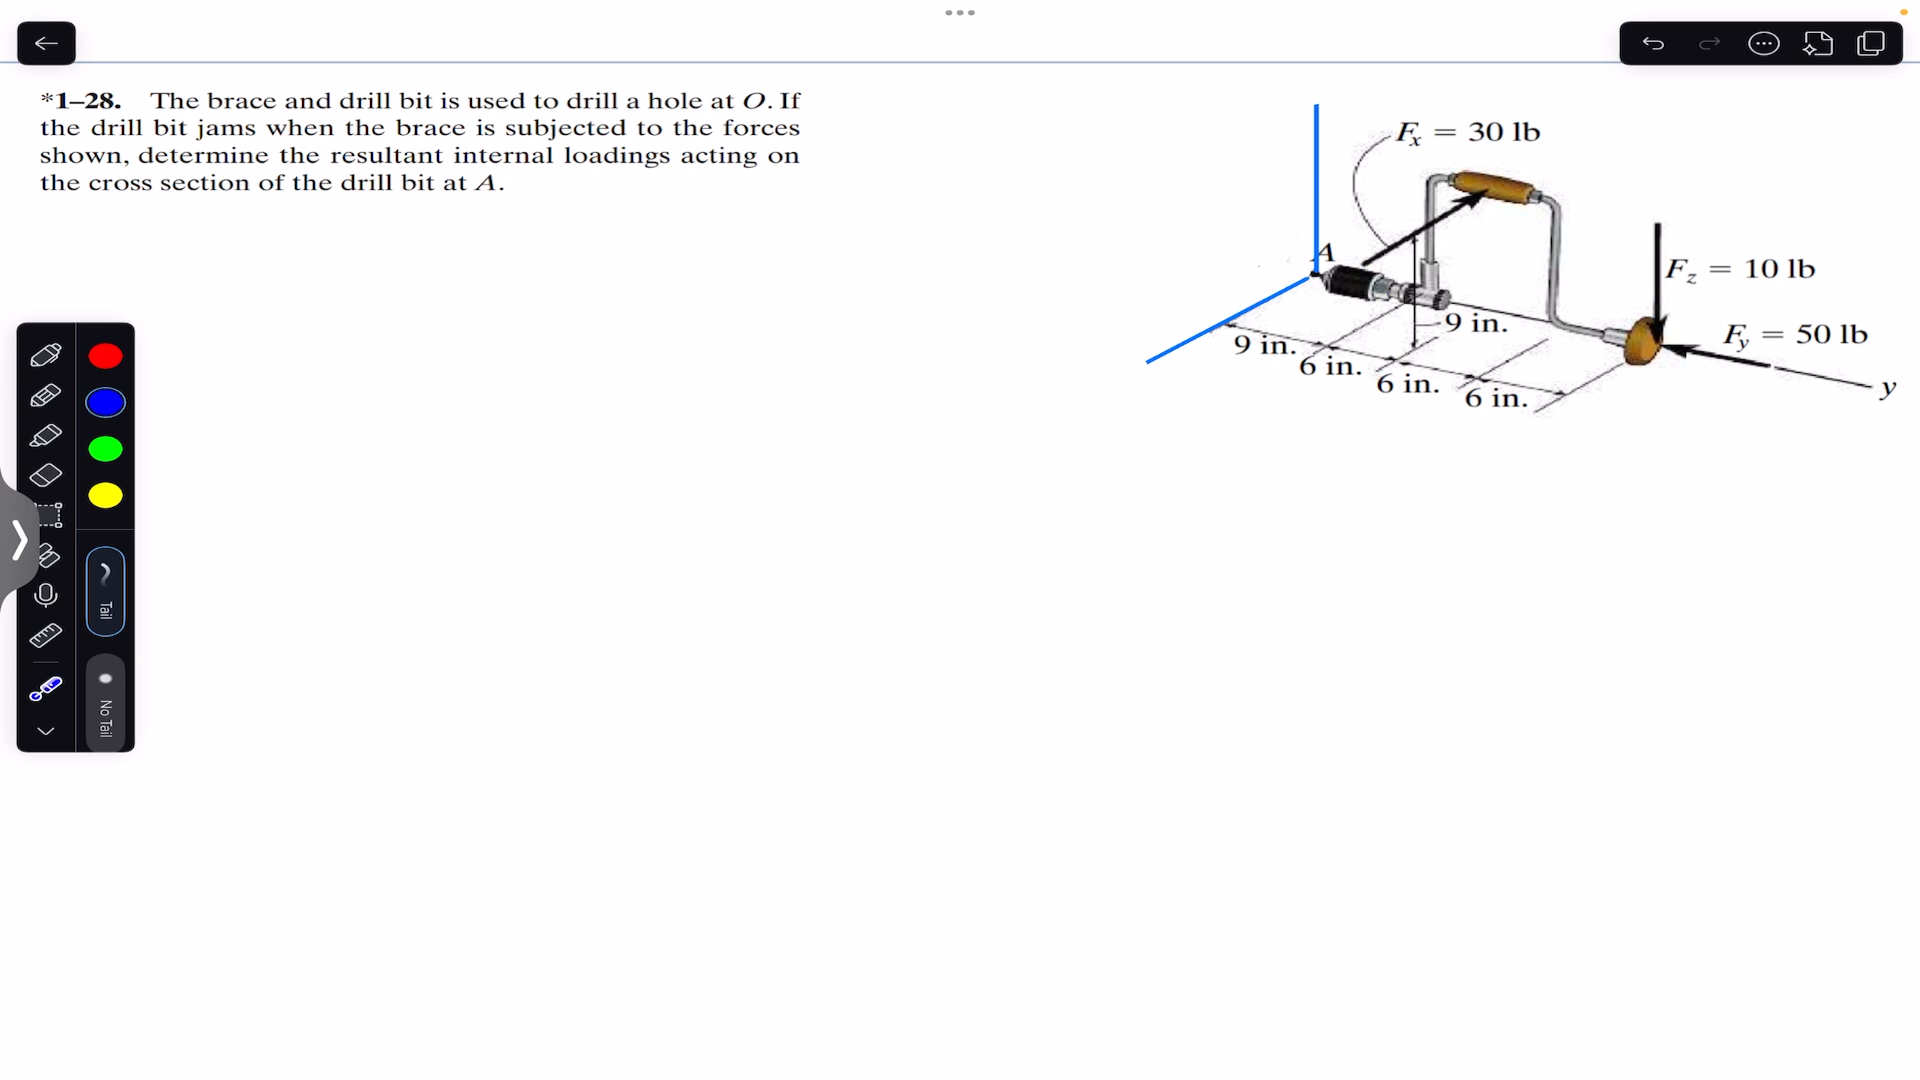 *1–28. The brace and drill bit is used to drill a hole at O. If
the drill bit jams when the brace is subjected to the forces
shown, determine the resultant internal loadings acting on
the cross section of the drill bit at A.
Fx = 30 lb
A
Fz = 10 lb
9 in.
Fy = 50 lb
9 in.
6 in.
6 in.
6 in.
y
Tail
No Tail